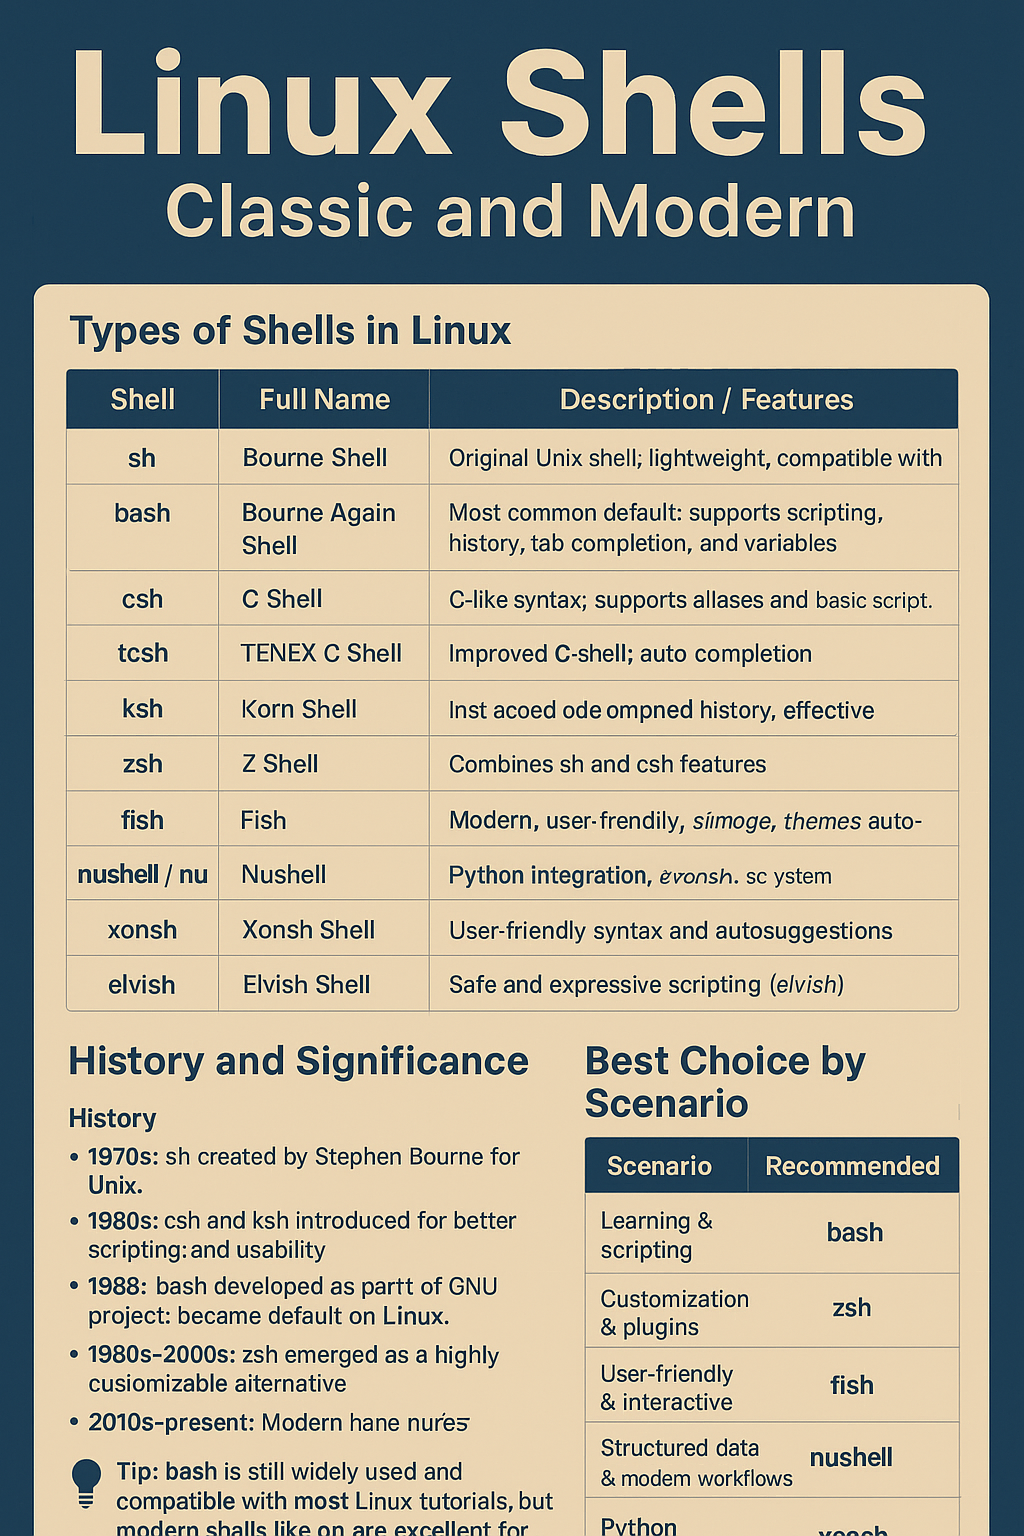 Linux Shells
Classic and Modern
Types of Shells in Linux
Shell Full Name Description / Features
sh Bourne Shell Original Unix shell; lightweight, compatible with
bash Bourne Again Most common default: supports scripting,
Shell history, tab completion, and variables
csh C Shell C-like syntax; supports allases and basic script.
tcsh TENEX C Shell Improved C-shell; auto completion
ksh Korn Shell Inst acoed ode ompned history, effective
zsh Z Shell Combines sh and csh features
fish Fish Modern, user-frendily, síımoge, themes auto-
nushell / nu Nushell Python integration, èvonsh. sc ystem
xonsh Xonsh Shell User-friendly syntax and autosuggestions
elvish Elvish Shell Safe and expressive scripting (elvish)
History and Significance
History
• 1970s: sh created by Stephen Bourne for
Unix.
• 1980s: csh and ksh introduced for better
scripting: and usability
• 1988: bash developed as partt of GNU
project: became default on Linux.
• 1980s–2000s: zsh emerged as a highly
cusiomizable aiternative
• 2010s–present: Modern hane
Tip: bash is still widely used and
compatible with most Linux tutorials, but
modern shalls like on are excellent for
Best Choice by
Scenario
Scenario Recommended
Learning &
scripting
bash
Customization
& plugins
zsh
User-friendly
& interactive
fish
Structured data
& modem workflows
nushell
Python
xonsh